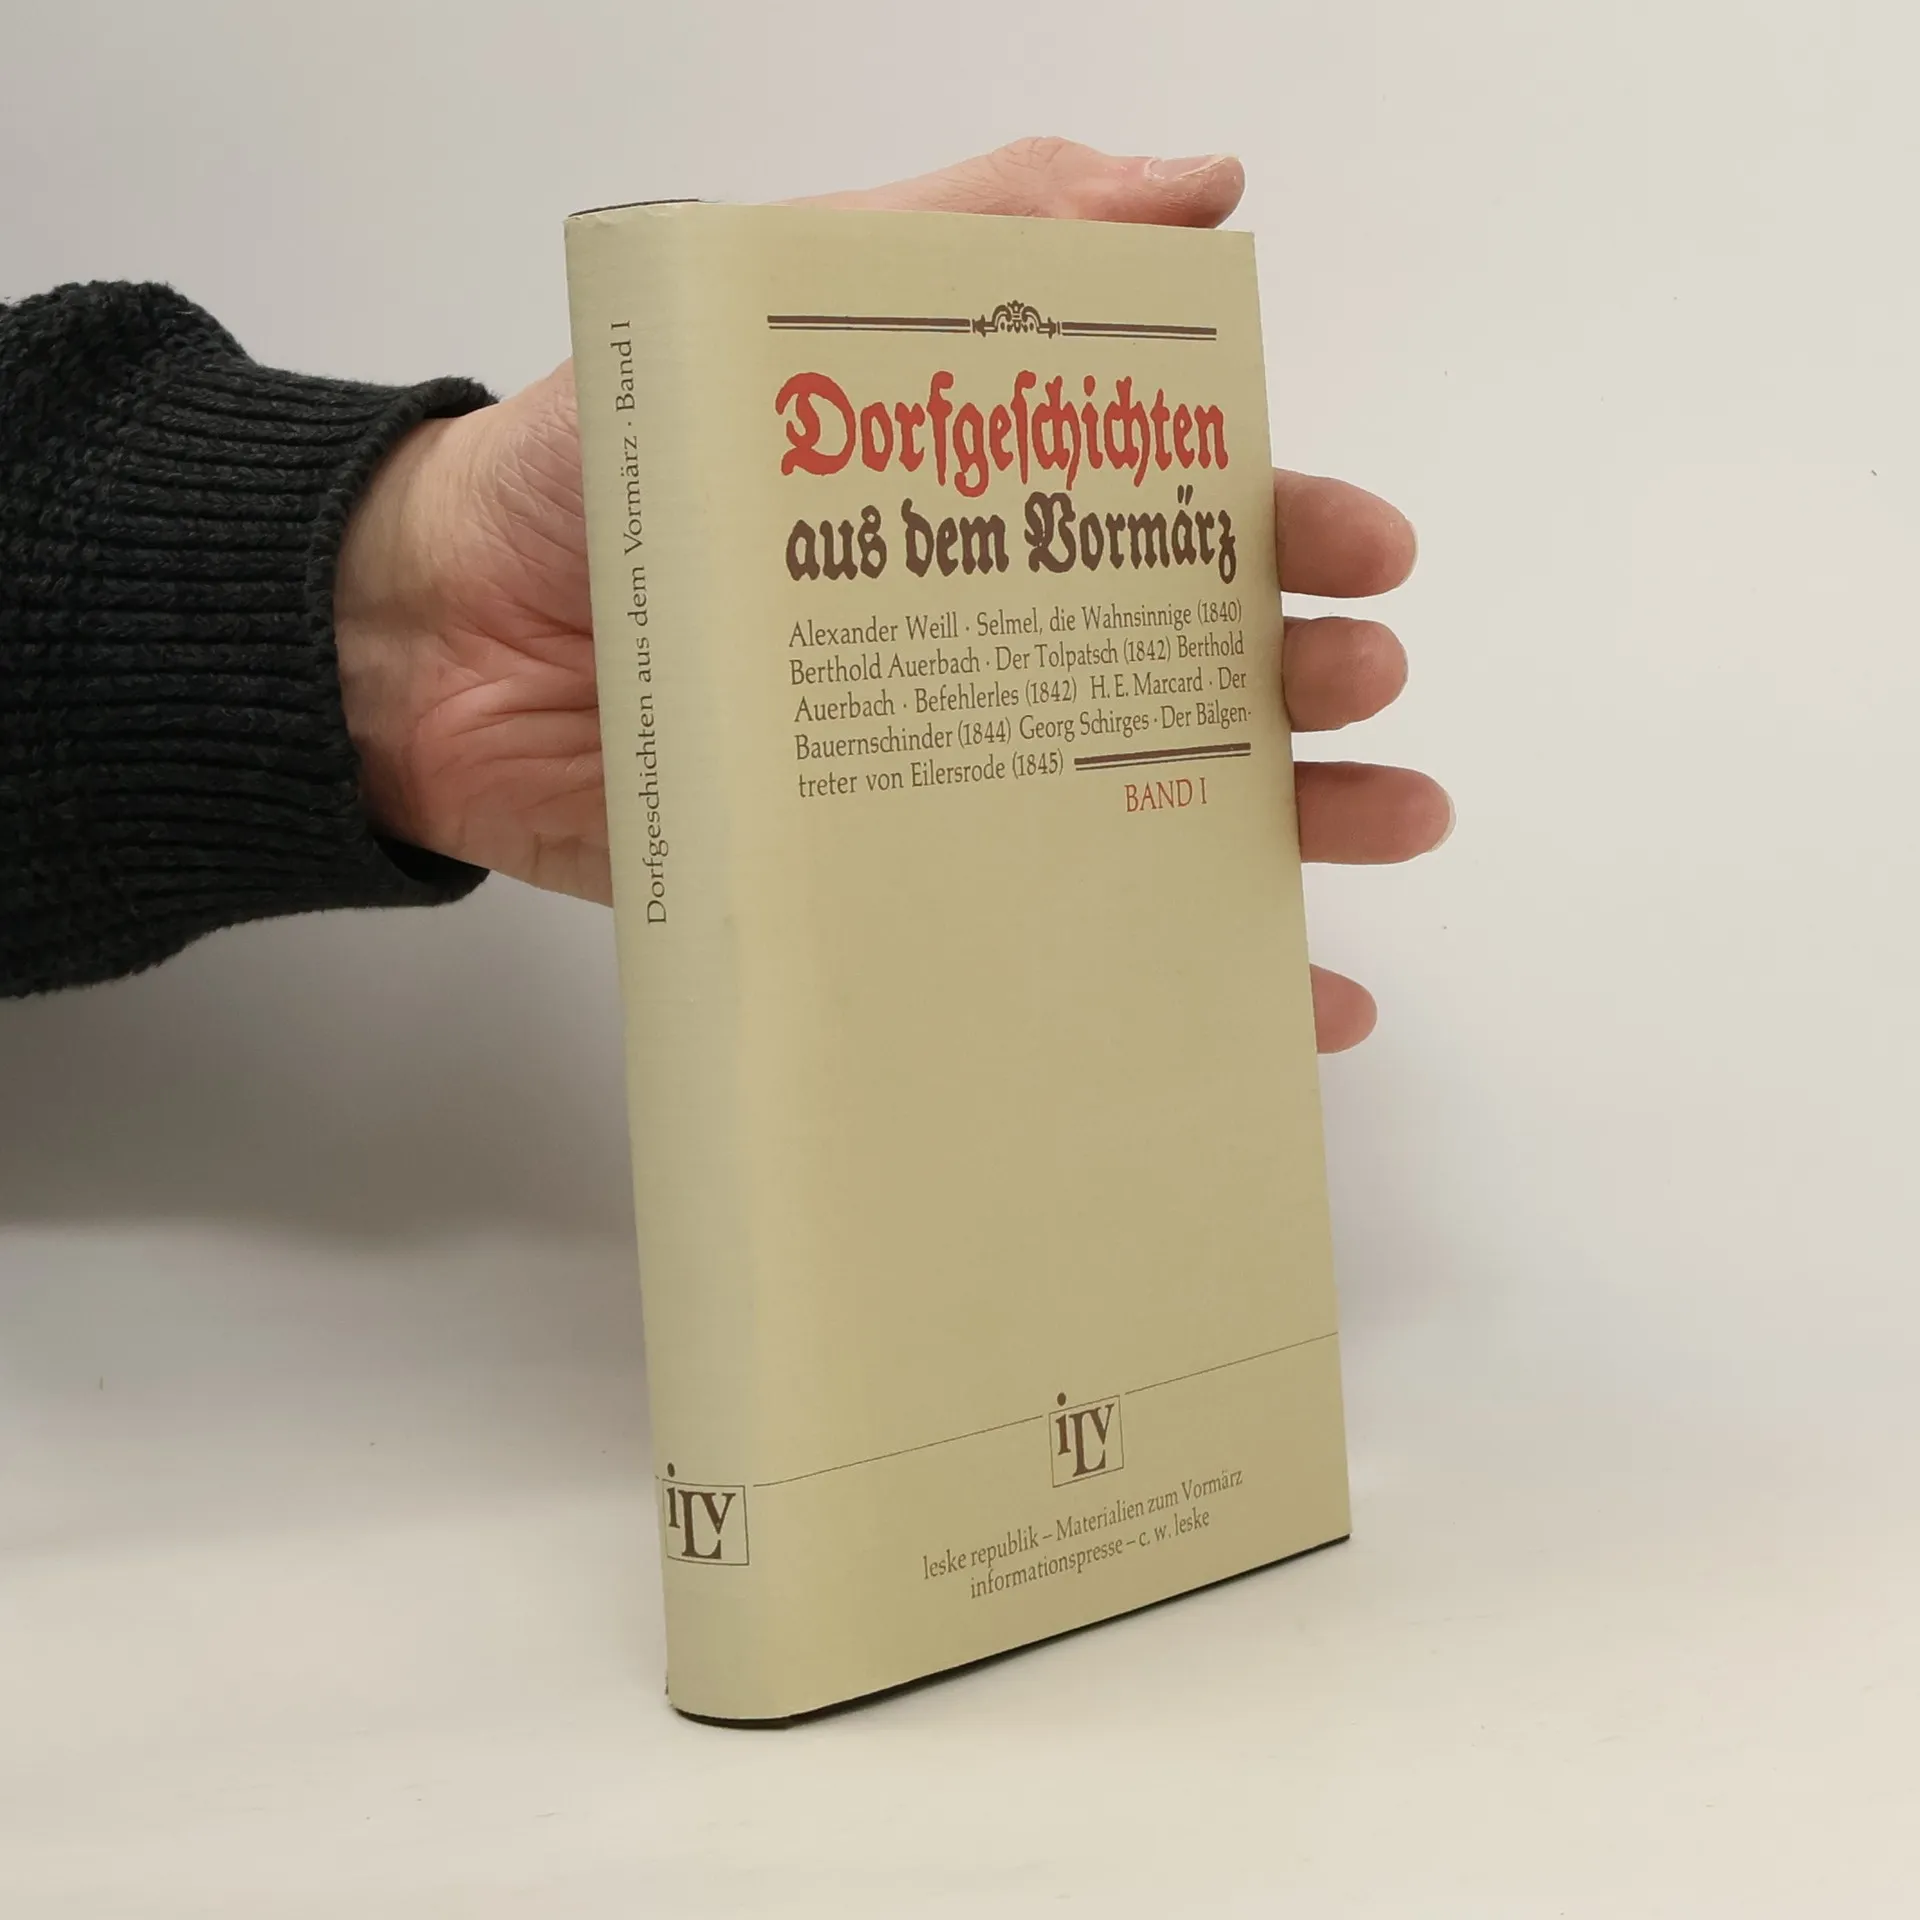 Dorfgeschichten aus dem Vormärz · Band I
iLV
Dorfgeſchichten
aus dem Vormärz
Alexander Weill · Selmel, die Wahnsinnige (1840)
Berthold Auerbach · Der Tolpatsch (1842) Berthold
Auerbach · Befehlerles (1842) H. E. Marcard · Der
Bauernschinder (1844) Georg Schirges · Der Bälgen-
treter von Eilersrode (1845)
BAND I
iLV
leske republik – Materialien zum Vormärz
informationspresse – c. w. leske